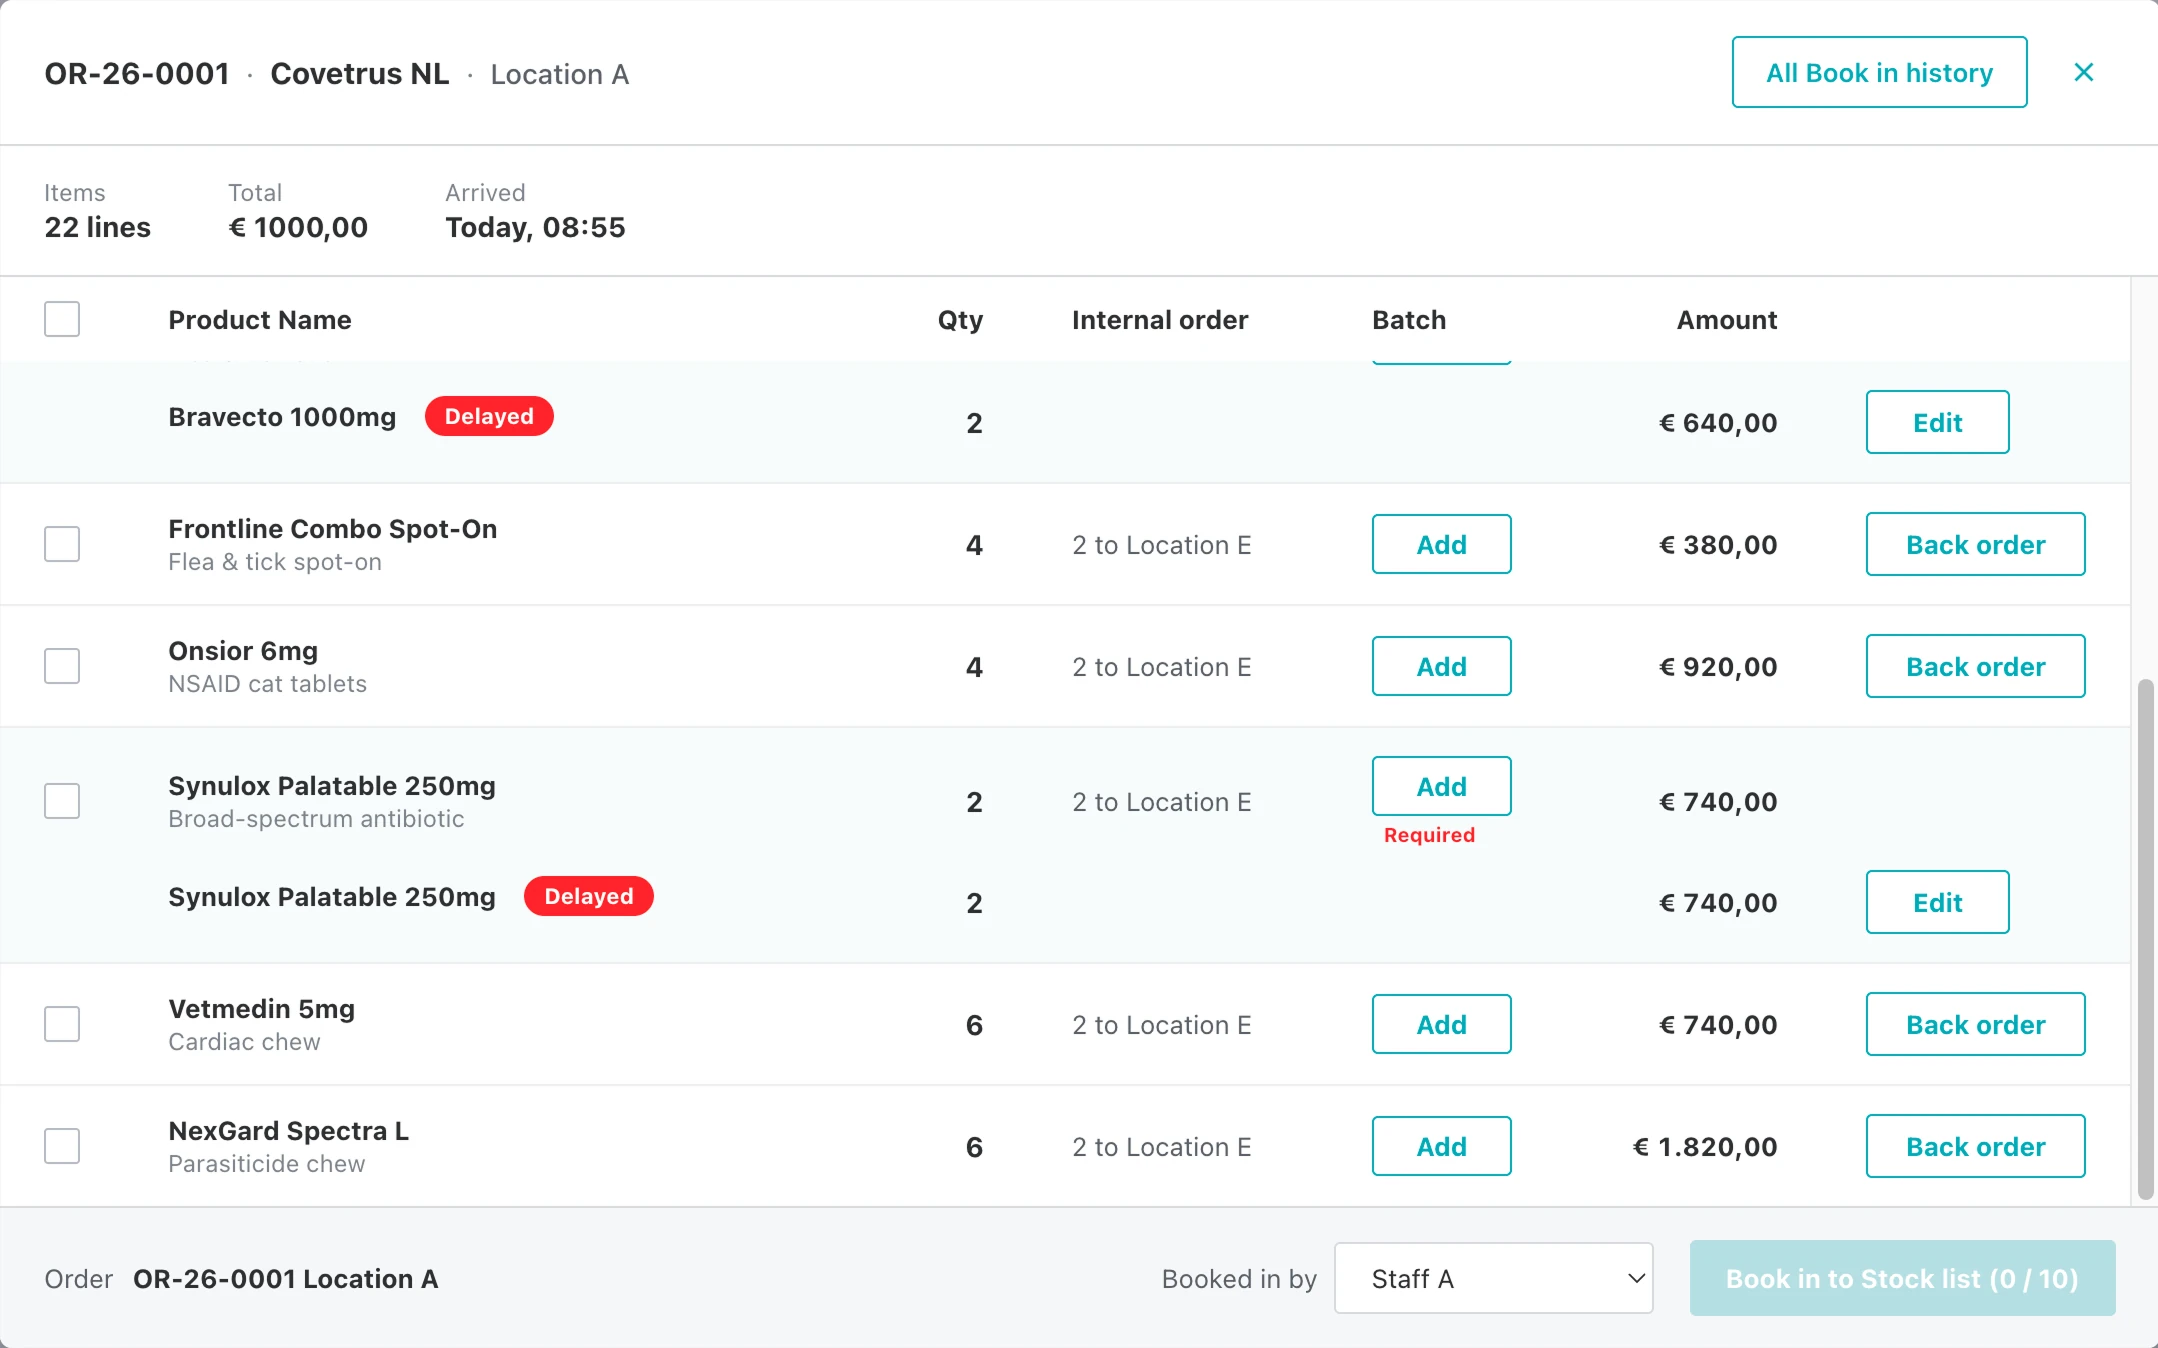 OR-26-0001 · Covetrus NL · Location A
All Book in history
Items
22 lines
Total
€ 1000,00
Arrived
Today, 08:55
Product Name Qty Internal order Batch Amount
Bravecto 1000mg Delayed 2 € 640,00 Edit
Frontline Combo Spot-On
Flea & tick spot-on
4 2 to Location E Add € 380,00 Back order
Onsior 6mg
NSAID cat tablets
4 2 to Location E Add € 920,00 Back order
Synulox Palatable 250mg
Broad-spectrum antibiotic
2 2 to Location E Add € 740,00
Required
Synulox Palatable 250mg Delayed 2 € 740,00 Edit
Vetmedin 5mg
Cardiac chew
6 2 to Location E Add € 740,00 Back order
NexGard Spectra L
Parasiticide chew
6 2 to Location E Add € 1.820,00 Back order
Order OR-26-0001 Location A
Booked in by Staff A Book in to Stock list (0 / 10)